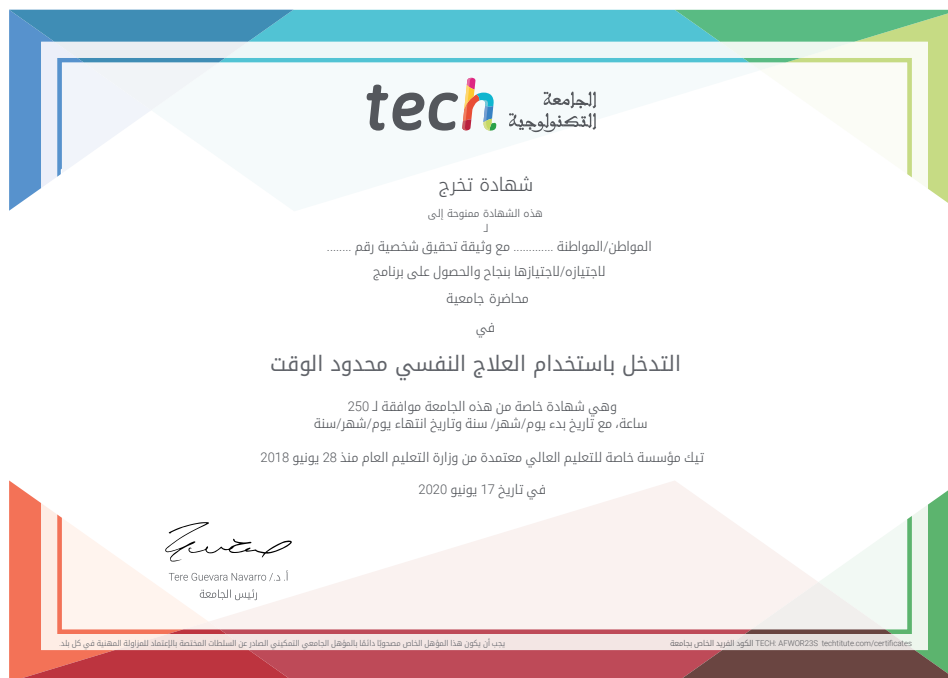 tech الجامعة
التكنولوجية
شهادة تخرج
هذه الشهادة ممنوحة إلى
لـ
المواطن/المواطنة ............ مع وثيقة تحقيق شخصية رقم ........
لاجتيازه/لاجتيازها بنجاح والحصول على برنامج
محاضرة جامعية
في
التدخل باستخدام العلاج النفسي محدود الوقت
وهي شهادة خاصة من هذه الجامعة موافقة لـ 250
ساعة، مع تاريخ بدء يوم/شهر/ سنة وتاريخ انتهاء يوم/شهر/سنة
تيك مؤسسة خاصة للتعليم العالي معتمدة من وزارة التعليم العام منذ 28 يونيو 2018
في تاريخ 17 يونيو 2020
أ. د./ Tere Guevara Navarro
رئيس الجامعة
الكود الفريد الخاص بجامعة TECH: AFWOR23S techtitute.com/certificates
يجب أن يكون هذا المؤهل الخاص مصحوبًا دائمًا بالمؤهل الجامعي التمكيني الصادر عن السلطات المختصة بالإعتماد للمزاولة المهنية في كل بلد.